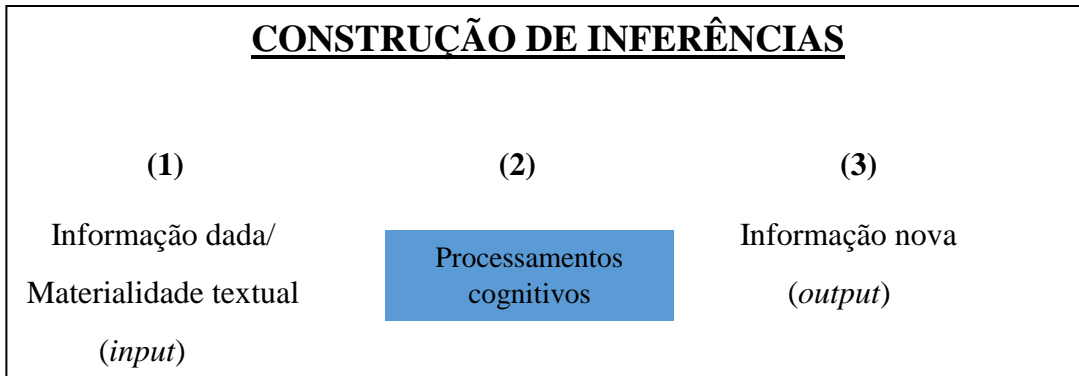 CONSTRUÇÃO DE INFERÊNCIAS
(1)
Informação dada/
Materialidade textual
(input)
(2)
Processamentos
cognitivos
(3)
Informação nova
(output)